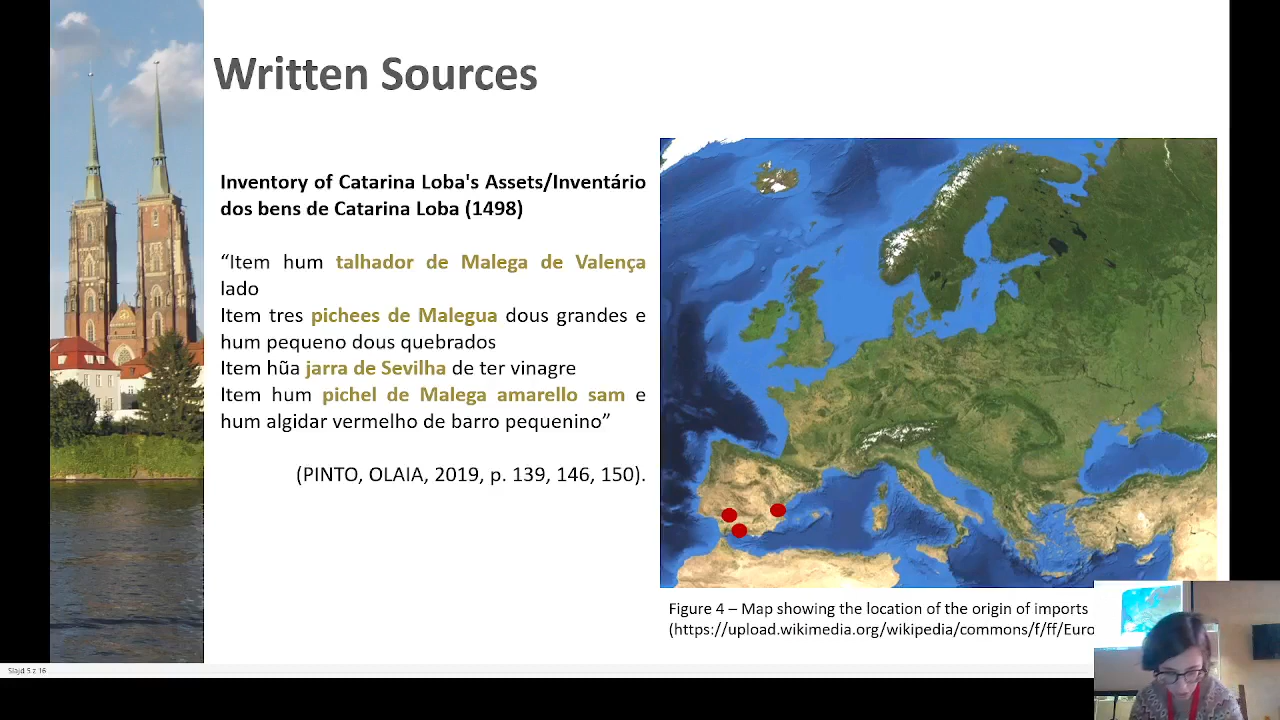 Written Sources
Inventory of Catarina Loba's Assets/Inventário
dos bens de Catarina Loba (1498)
“Item hum talhador de Malega de Valença
lado
Item tres pichees de Malegua dous grandes e
hum pequeno dous quebrados
Item hũa jarra de Sevilha de ter vinagre
Item hum pichel de Malega amarello sam e
hum algidar vermelho de barro pequenino”
(PINTO, OLAIA, 2019, p. 139, 146, 150).
Figure 4 – Map showing the location of the origin of imports
(https://upload.wikimedia.org/wikipedia/commons/f/ff/Euro
Slajd 5 z 16